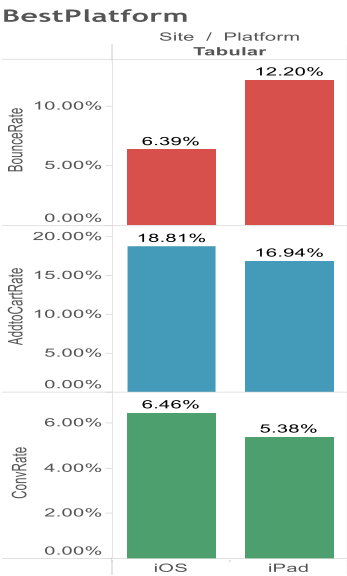 BestPlatform
Site / Platform
Tabular
BounceRate
10.00%
5.00%
0.00%
6.39%
12.20%
AddtoCartRate
20.00%
15.00%
10.00%
5.00%
0.00%
18.81%
16.94%
ConvRate
6.00%
4.00%
2.00%
0.00%
6.46%
5.38%
iOS
iPad